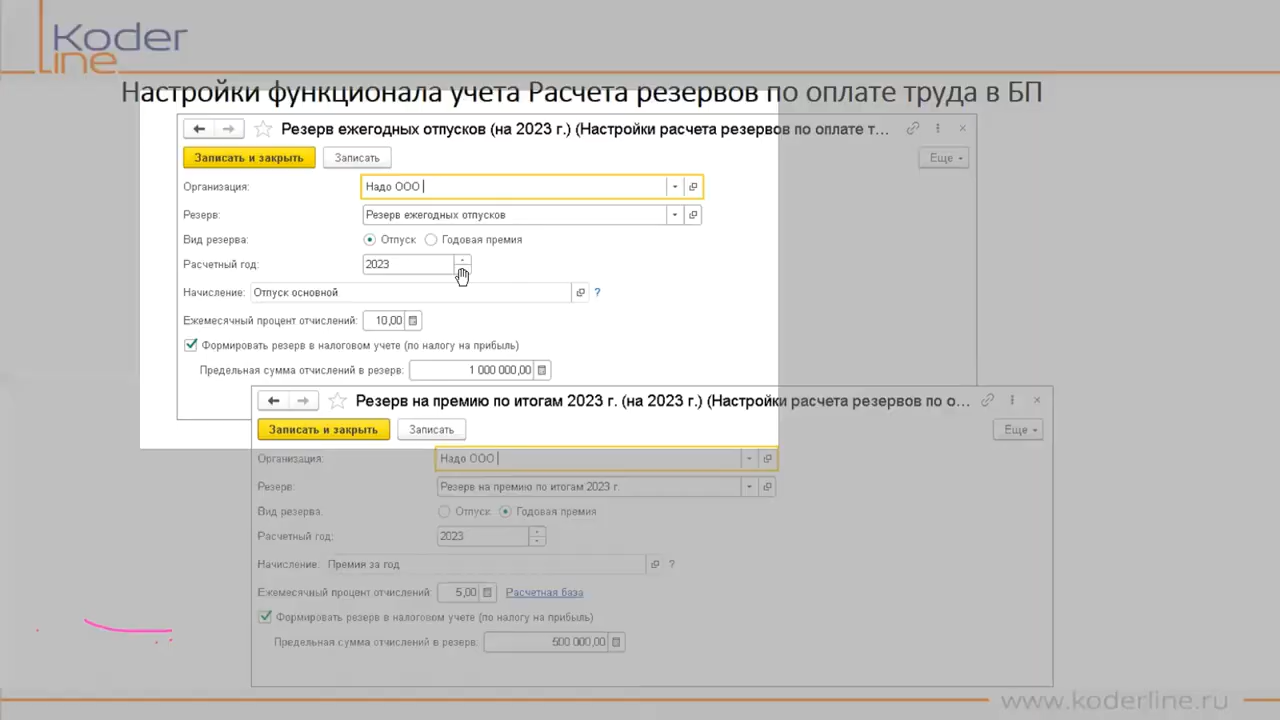 Koder
line
Настройки функционала учета Расчета резервов по оплате труда в БП
Резерв ежегодных отпусков (на 2023 г.) (Настройки расчета резервов по оплате т...
Записать и закрыть Записать Еще
Организация: Надо ООО
Резерв: Резерв ежегодных отпусков
Вид резерва: Отпуск Годовая премия
Расчетный год: 2023
Начисление: Отпуск основной ?
Ежемесячный процент отчислений: 10,00
Формировать резерв в налоговом учете (по налогу на прибыль)
Предельная сумма отчислений в резерв: 1 000 000,00
Резерв на премию по итогам 2023 г. (на 2023 г.) (Настройки расчета резервов по о...
Записать и закрыть Записать Еще
Организация: Надо ООО
Резерв: Резерв на премию по итогам 2023 г.
Вид резерва: Отпуск Годовая премия
Расчетный год: 2023
Начисление: Премия за год ?
Ежемесячный процент отчислений: 5,00 Расчетная база
Формировать резерв в налоговом учете (по налогу на прибыль)
Предельная сумма отчислений в резерв: 500 000,00
www.koderline.ru